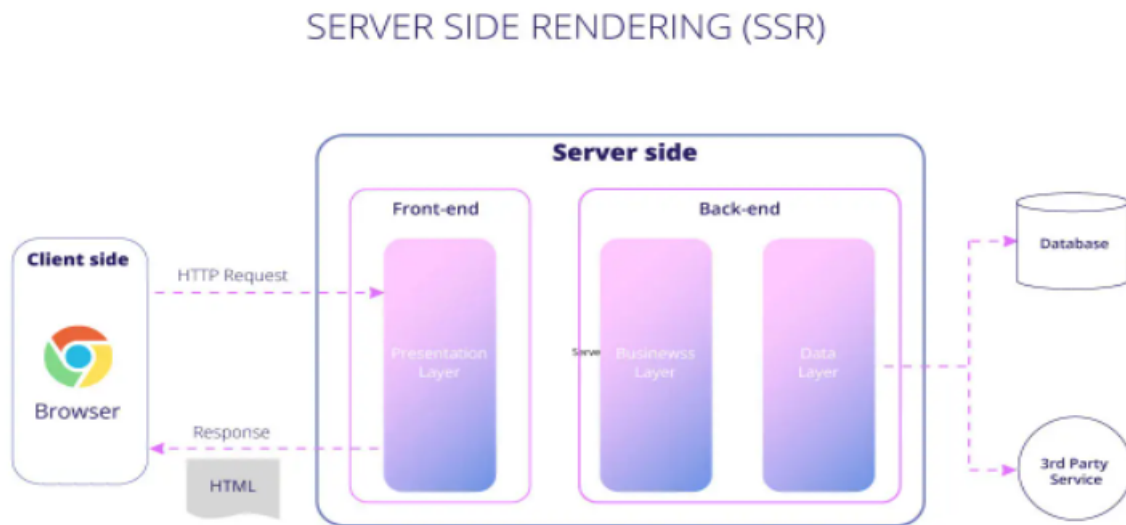 SERVER SIDE RENDERING (SSR)
Server side
Front-end
Back-end
Client side
HTTP Request
Browser
Response
HTML
Presentation
Layer
Server
Businewss
Layer
Data
Layer
Database
3rd Party
Service